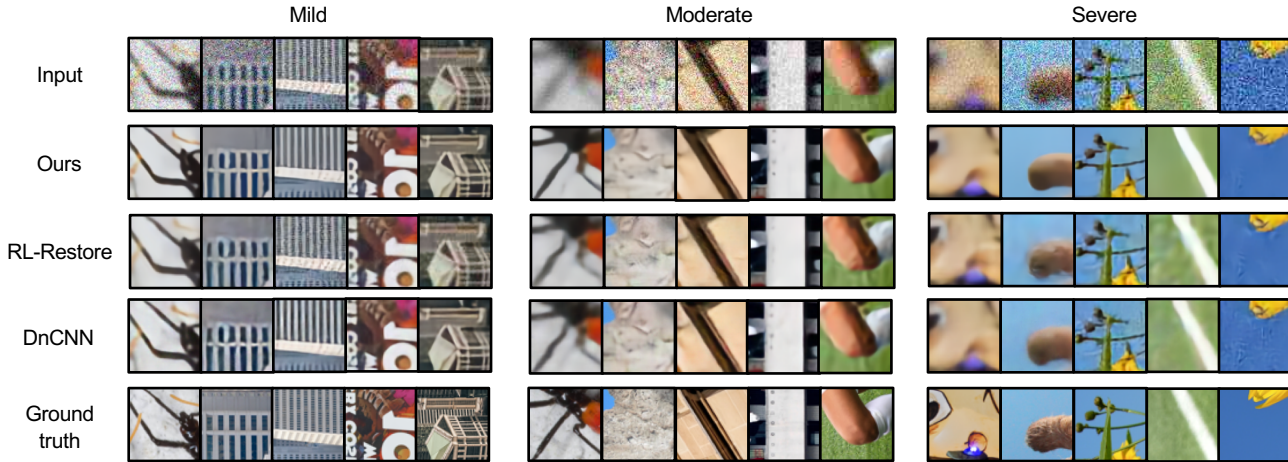 Mild Moderate Severe
Input
Ours
RL-Restore
DnCNN
Ground
truth